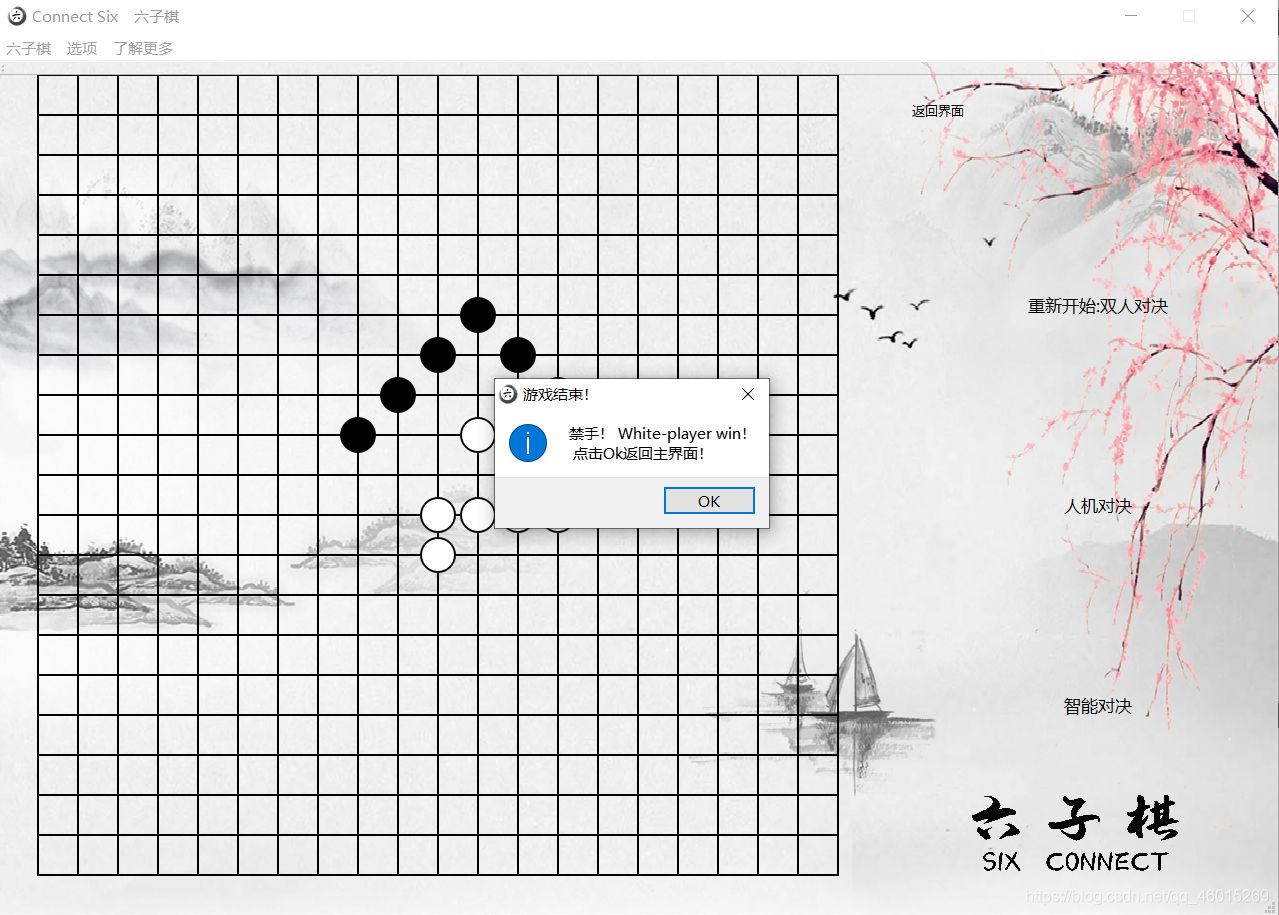 Connect Six 六子棋
六子棋 选项 了解更多
返回界面
重新开始:双人对决
游戏结束!
禁手! White-player win!
点击Ok返回主界面!
OK
人机对决
智能对决
六子棋
SIX CONNECT
https://blog.csdn.net/qq_46015269